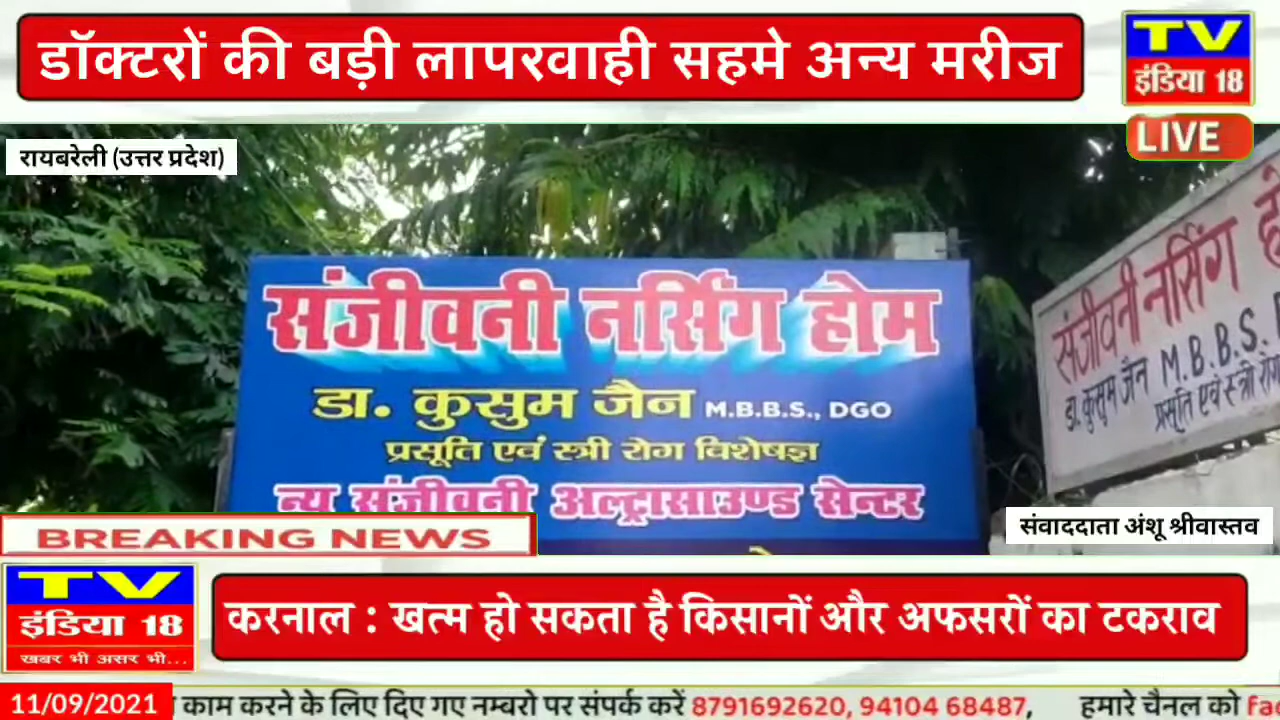 डॉक्टरों की बड़ी लापरवाही सहमे अन्य मरीज
TV
इंडिया 18
LIVE
रायबरेली (उत्तर प्रदेश)
संजीवनी नर्सिंग होम
डा. कुसुम जैन M.B.B.S., DGO
प्रसूति एवं स्त्री रोग विशेषज्ञ
न्यू संजीवनी अल्ट्रासाउण्ड सेन्टर
संजीवनी नर्सिंग
डा. कुसुम जैन M.B.B.S.
प्रसूति एवं स्त्री रोग
BREAKING NEWS
संवाददाता अंशू श्रीवास्तव
TV
इंडिया 18
खबर भी असर भी...
करनाल : खत्म हो सकता है किसानों और अफसरों का टकराव
11/09/2021 काम करने के लिए दिए गए नम्बरो पर संपर्क करें 8791692620, 94104 68487, हमारे चैनल को